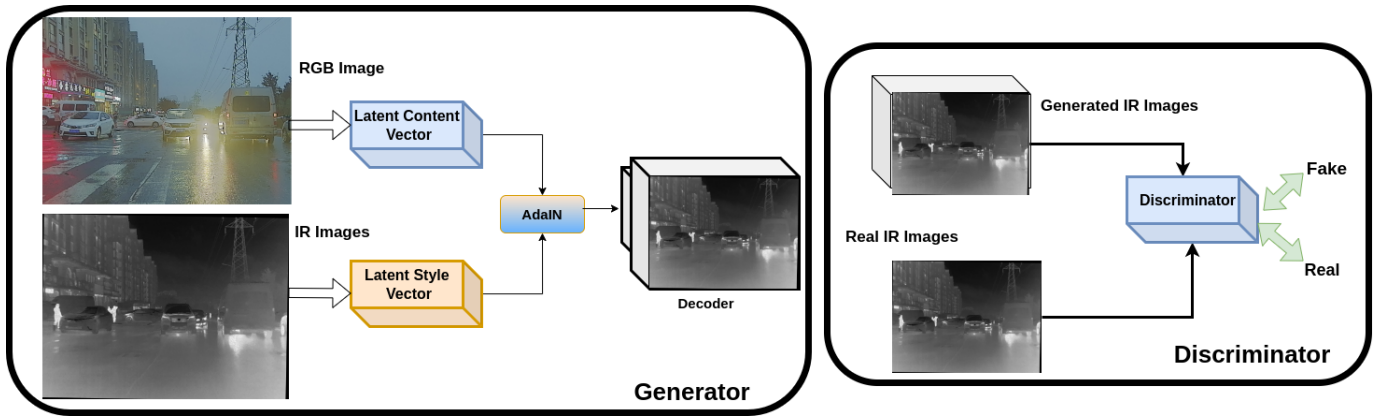 RGB Image
Latent Content
Vector
IR Images
Latent Style
Vector
AdaIN
Decoder
Generator
Generated IR Images
Real IR Images
Discriminator
Fake
Real
Discriminator